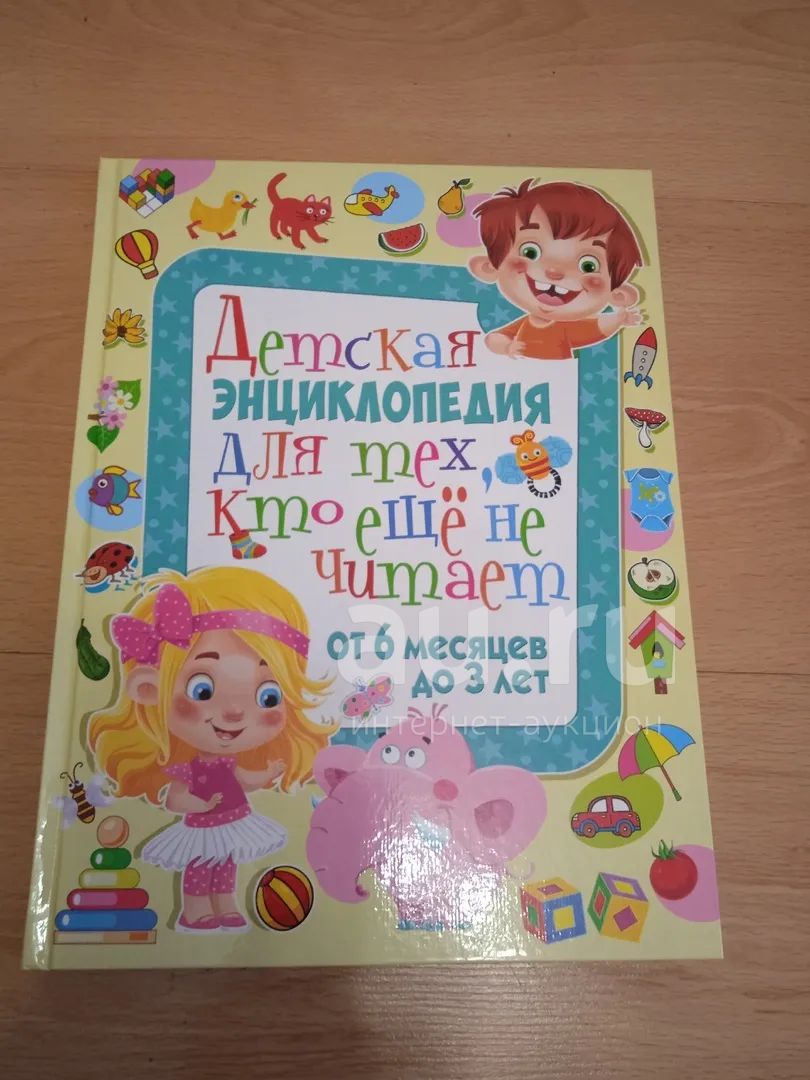 Детская
ЭНЦИКЛОПЕДИЯ
для тех,
кто ещё не
читает
от 6 месяцев
до 3 лет
au.ru
интернет-аукцион